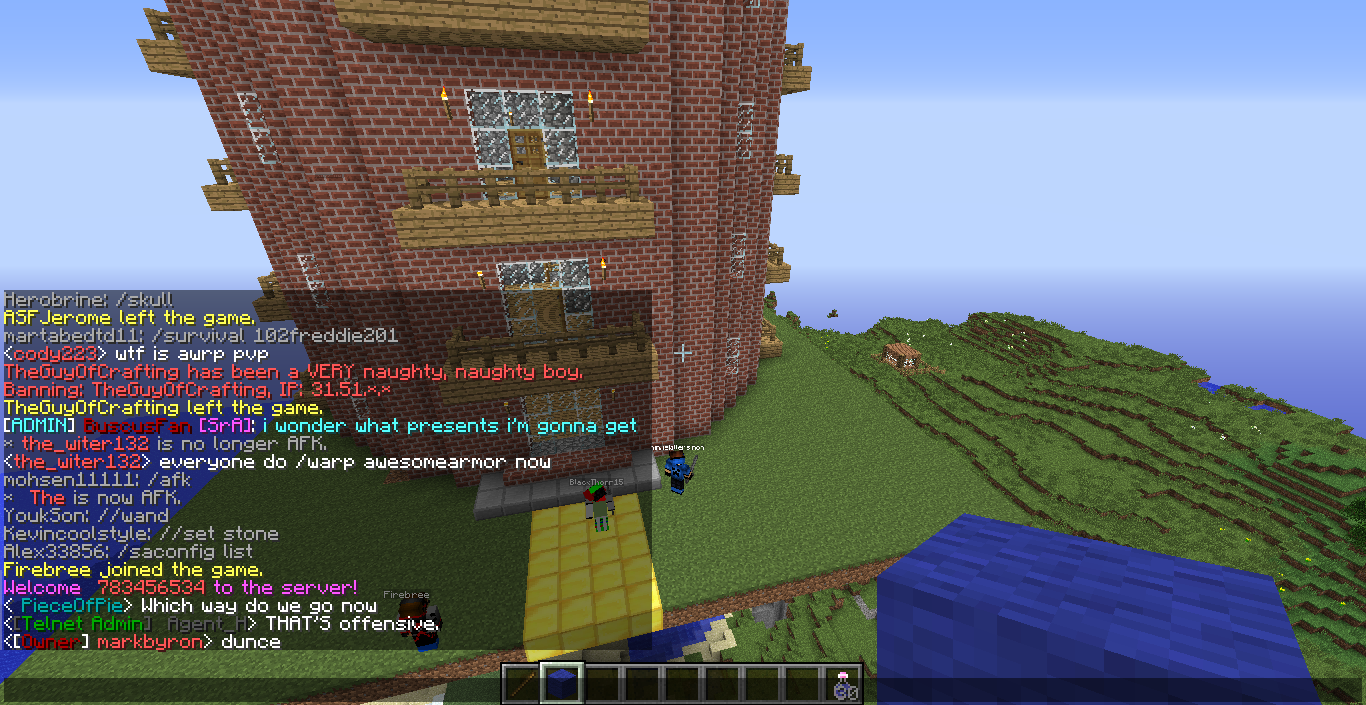 Herobrine: /skull
ASFJerome left the game.
martabedtd11: /survival 102freddie201
<cody223> wtf is awrp pvp
TheGuyOfCrafting has been a VERY naughty, naughty boy.
Banning: TheGuyOfCrafting, IP: 31.51.*.*
TheGuyOfCrafting left the game.
[ADMIN] BuscusFan [SrA]: i wonder what presents i'm gonna get
* the_witer132 is no longer AFK.
<the_witer132> everyone do /warp awesomearmor now
mohsen11111: /afk
* The is now AFK.
YoukSon: //wand
BlackThorn15
Kevincoolstyle: //set stone
Alex33856: /saconfig list
Firebree joined the game.
Welcome 783456534 to the server!
Firebree
< PieceOfPie> Which way do we go now
<[Telnet Admin] Agent_H> THAT'S offensive.
<[Owner] markbyron> dunce
30